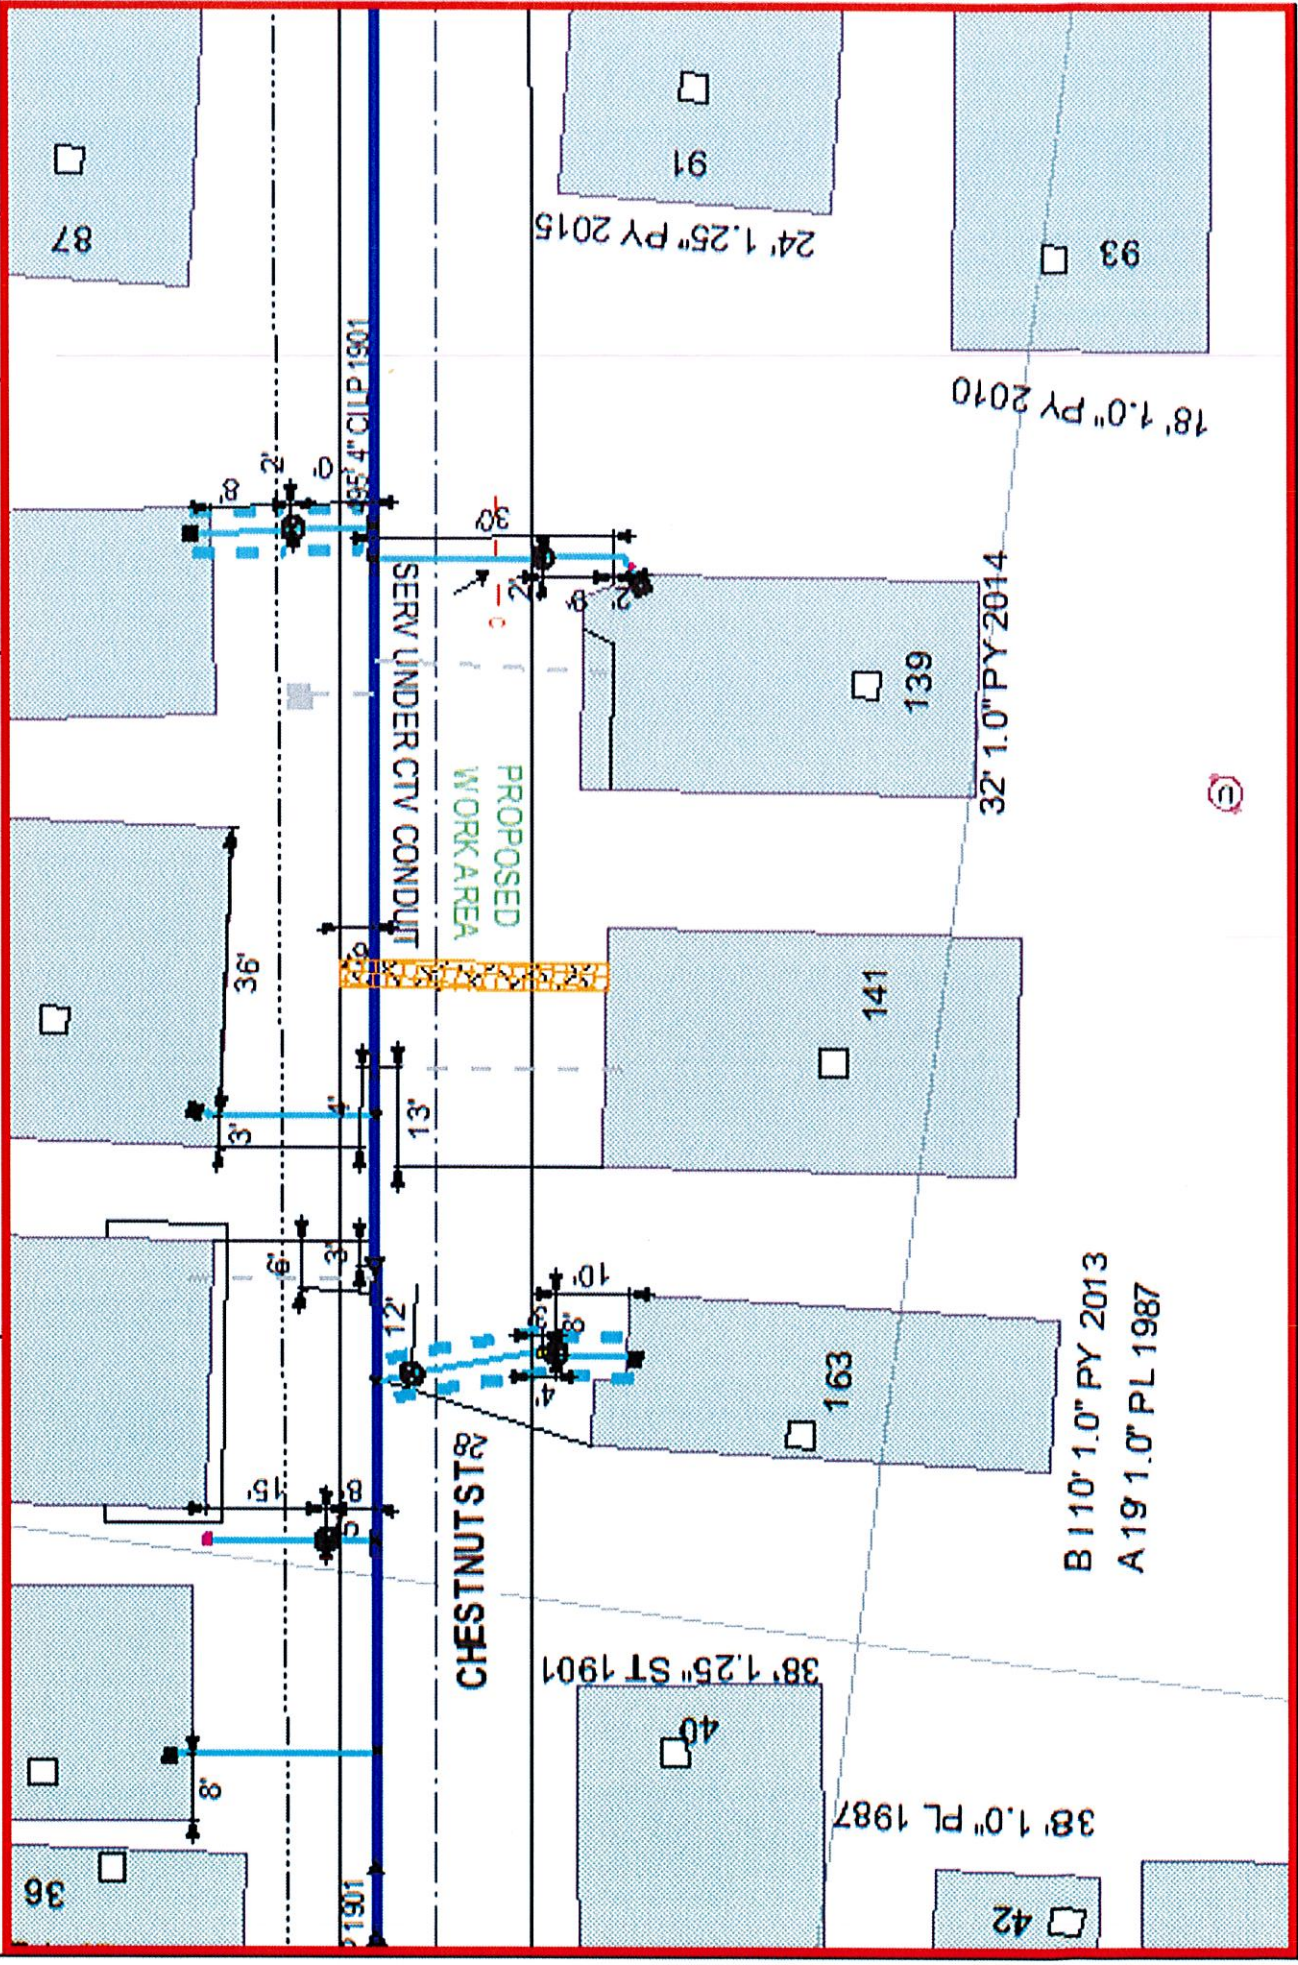 87
91
24' 1.25" PY 2015
93
18' 1.0" PY 2010
4" CI LP 1901
8'
2'
30'
2'
8'
2'
SERV UNDER CTV CONDUIT
139
32' 1.0" PY 2014
PROPOSED
WORK AREA
36'
141
3'
4'
13'
6'
3'
12'
10'
8'
4'
163
B 110' 1.0" PY 2013
A 19' 1.0" PL 1987
CHESTNUT ST
15'
8'
5'
38' 1.25" ST 1901
40
38' 1.0" PL 1987
8'
36
1901
42